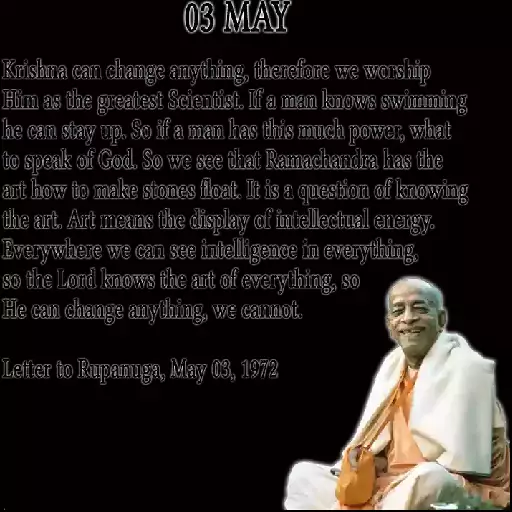 03 MAY
Krishna can change anything, therefore we worship
Him as the greatest Scientist. If a man knows swimming
he can stay up. So if a man has this much power, what
to speak of God. So we see that Ramachandra has the
art how to make stones float. It is a question of knowing
the art. Art means the display of intellectual energy.
Everywhere we can see intelligence in everything,
so the Lord knows the art of everything, so
He can change anything, we cannot.
Letter to Rupanuga, May 03, 1972